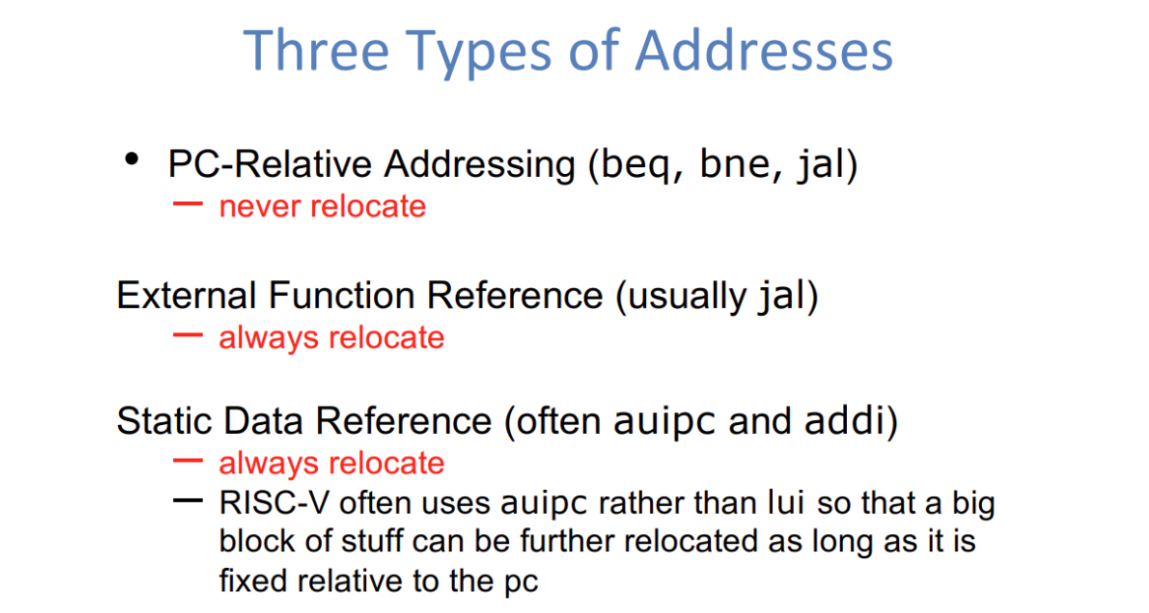 Three Types of Addresses
• PC-Relative Addressing (beq, bne, jal)
— never relocate
External Function Reference (usually jal)
— always relocate
Static Data Reference (often auipc and addi)
— always relocate
— RISC-V often uses auipc rather than lui so that a big
block of stuff can be further relocated as long as it is
fixed relative to the pc